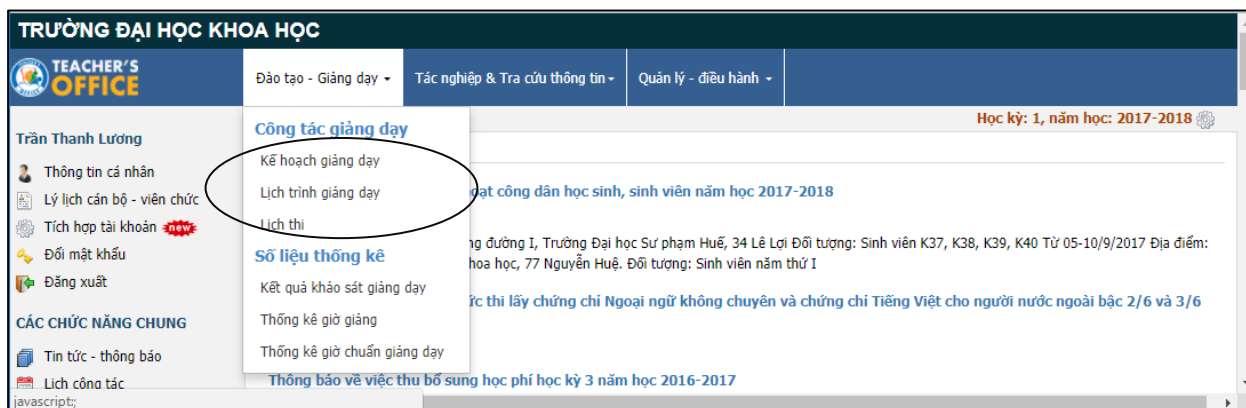 TRƯỜNG ĐẠI HỌC KHOA HỌC
TEACHER'S
OFFICE
Đào tạo - Giảng dạy
Tác nghiệp & Tra cứu thông tin
Quản lý - điều hành
Học kỳ: 1, năm học: 2017-2018
Trần Thanh Lương
Thông tin cá nhân
Lý lịch cán bộ - viên chức
Tích hợp tài khoản new
Đổi mật khẩu
Đăng xuất
CÁC CHỨC NĂNG CHUNG
Tin tức - thông báo
Lịch công tác
Công tác giảng dạy
Kế hoạch giảng dạy
Lịch trình giảng dạy
Lịch thi
Số liệu thống kê
Kết quả khảo sát giảng dạy
Thống kê giờ giảng
Thống kê giờ chuẩn giảng dạy
oạt công dân học sinh, sinh viên năm học 2017-2018
ng đường I, Trường Đại học Sư phạm Huế, 34 Lê Lợi Đối tượng: Sinh viên K37, K38, K39, K40 Từ 05-10/9/2017 Địa điểm:
hoa học, 77 Nguyễn Huệ. Đối tượng: Sinh viên năm thứ I
ức thi lấy chứng chỉ Ngoại ngữ không chuyên và chứng chỉ Tiếng Việt cho người nước ngoài bậc 2/6 và 3/6
Thông báo về việc thu bổ sung học phí học kỳ 3 năm học 2016-2017
javascript:;